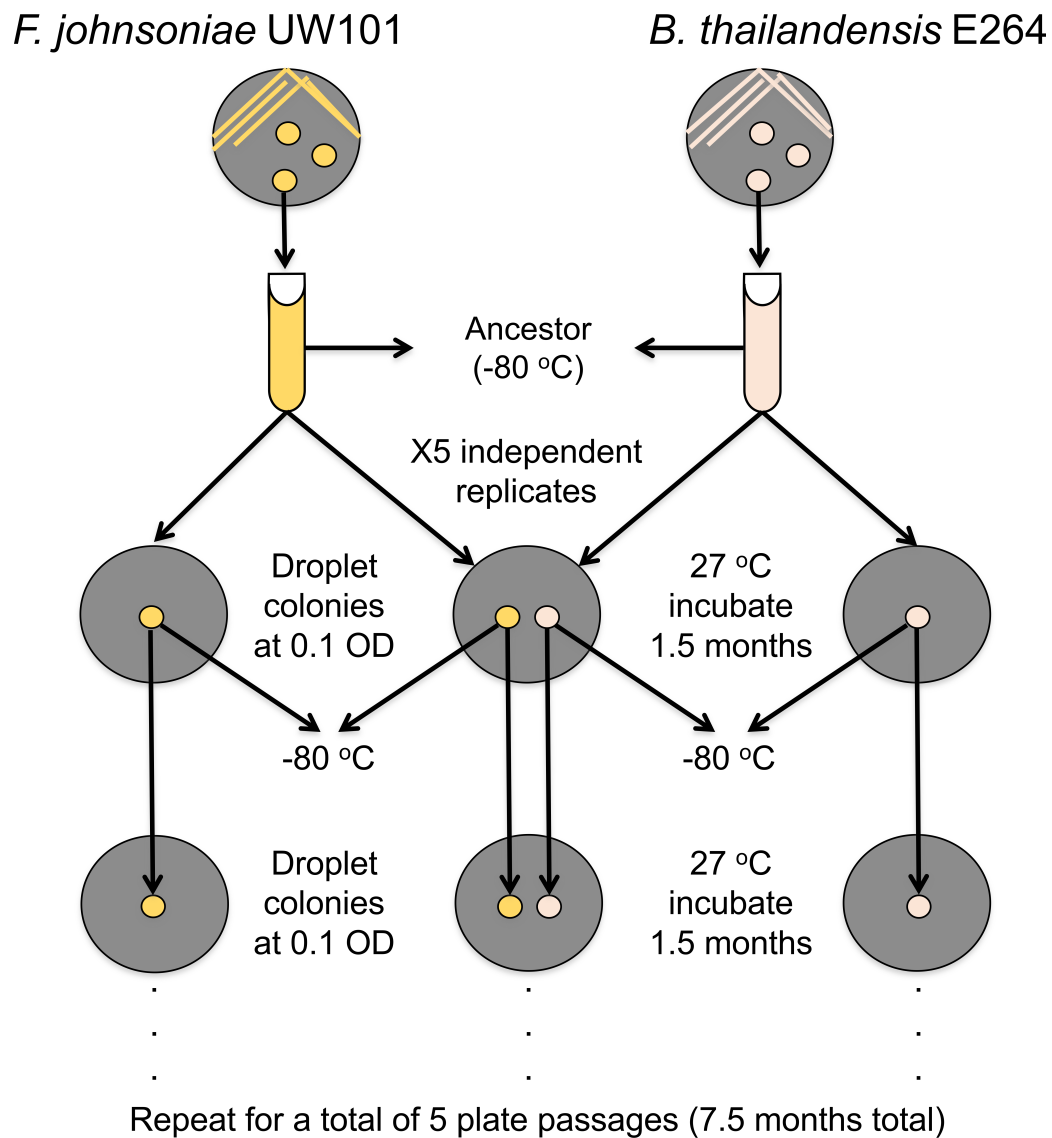 F. johnsoniae UW101
B. thailandensis E264
Ancestor
(-80 ºC)
X5 independent
replicates
Droplet
colonies
at 0.1 OD
27 ºC
incubate
1.5 months
-80 ºC
-80 ºC
Droplet
colonies
at 0.1 OD
27 ºC
incubate
1.5 months
Repeat for a total of 5 plate passages (7.5 months total)